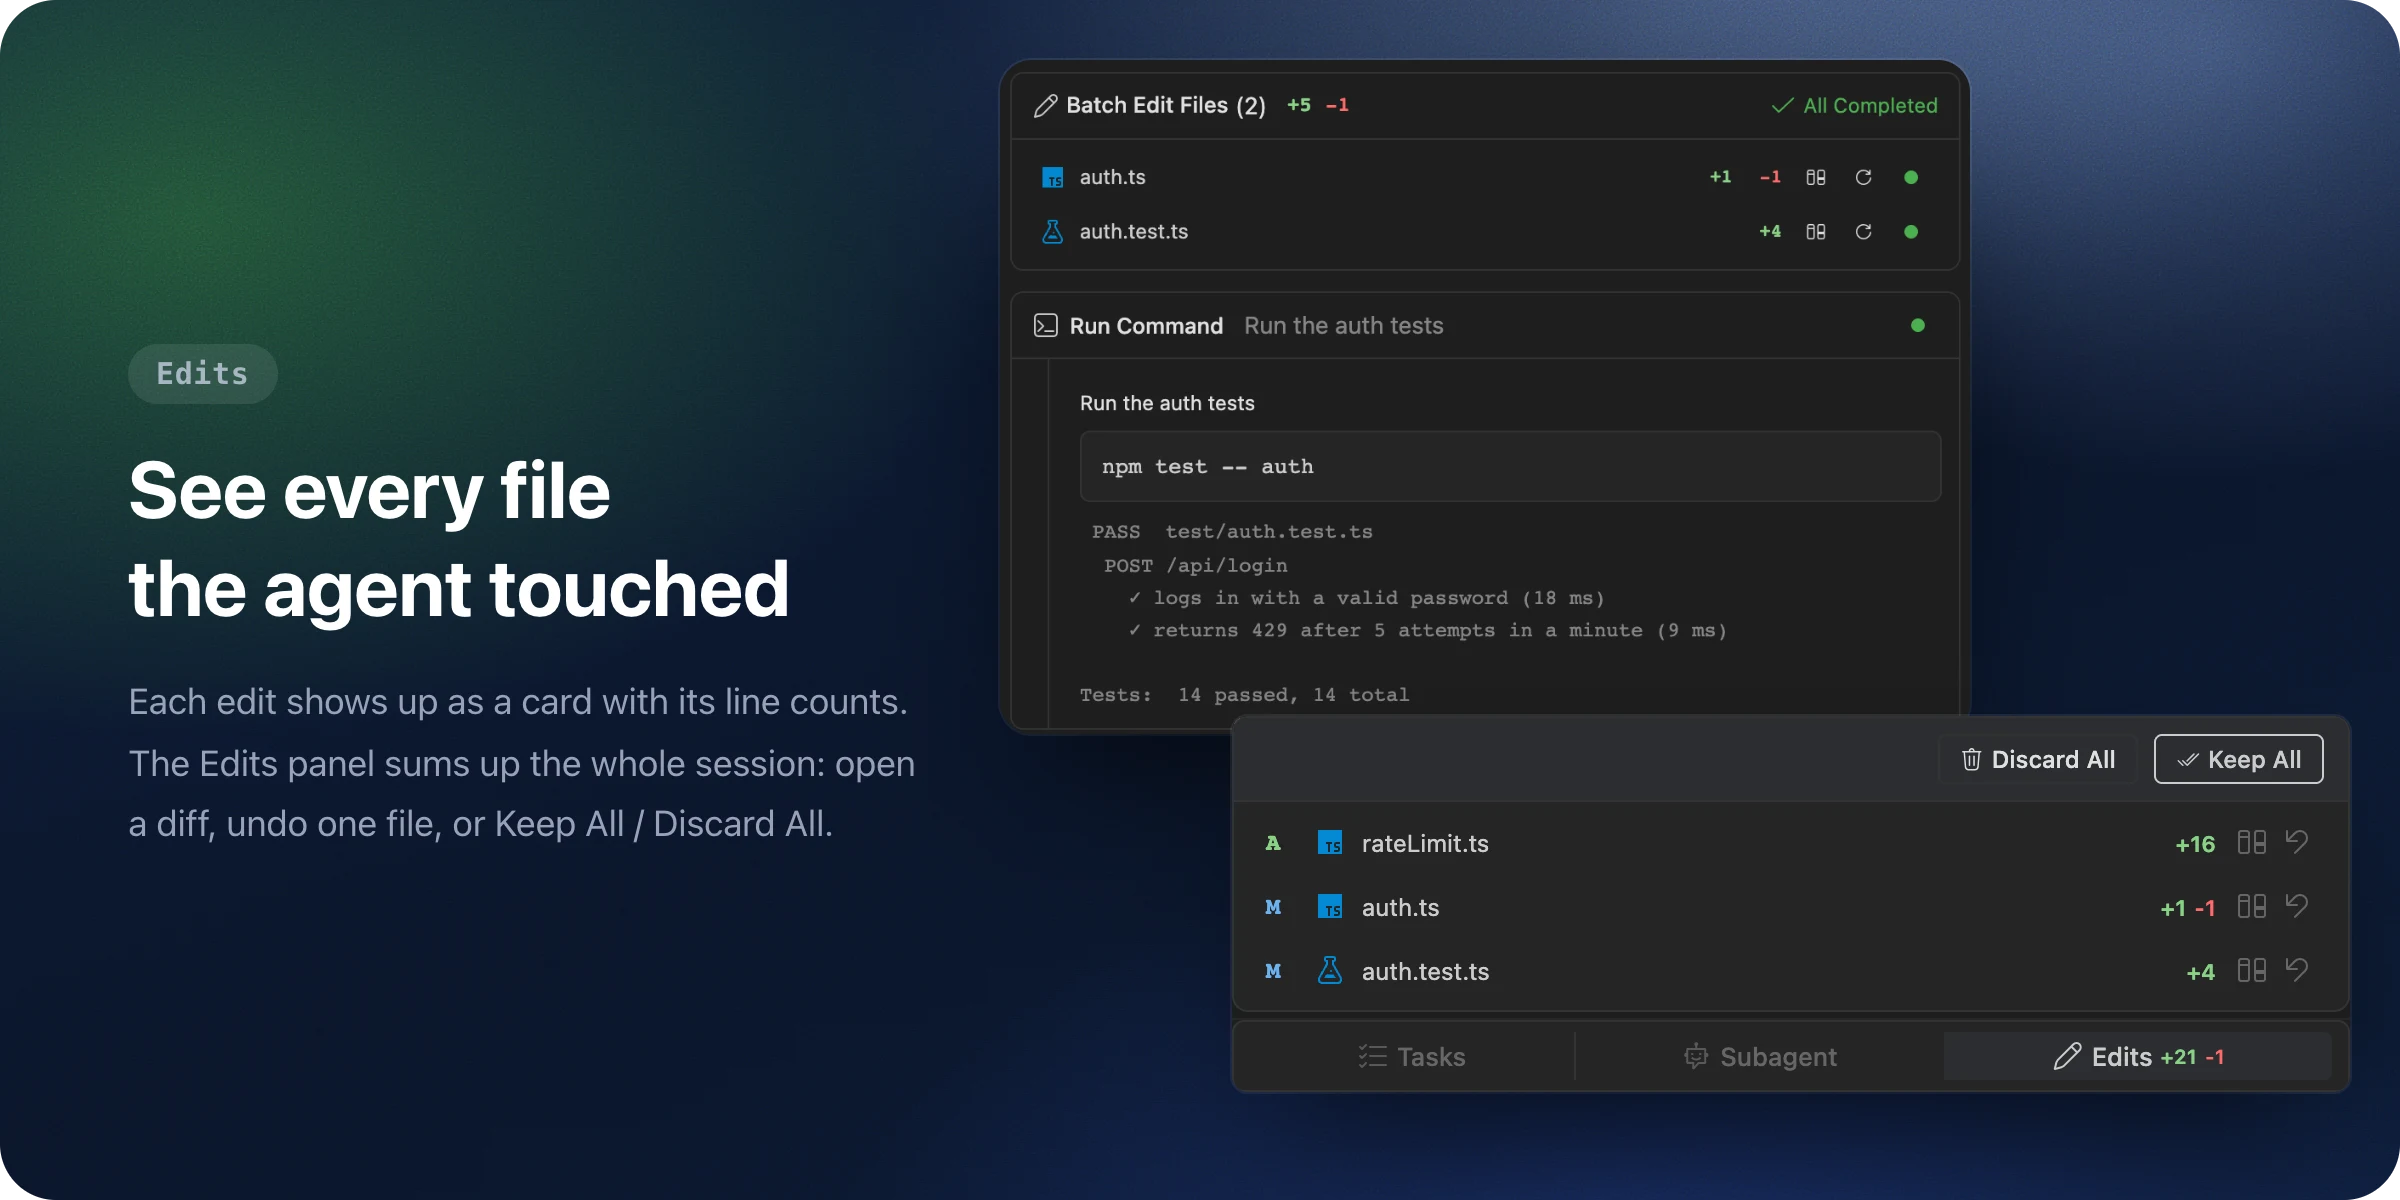 Edits
See every file
the agent touched
Each edit shows up as a card with its line counts.
The Edits panel sums up the whole session: open
a diff, undo one file, or Keep All / Discard All.
Batch Edit Files (2) +5 -1 All Completed
TS auth.ts +1 -1
auth.test.ts +4
Run Command Run the auth tests
Run the auth tests
npm test -- auth
PASS test/auth.test.ts
POST /api/login
✓ logs in with a valid password (18 ms)
✓ returns 429 after 5 attempts in a minute (9 ms)
Tests: 14 passed, 14 total
Discard All Keep All
A TS rateLimit.ts +16
M TS auth.ts +1 -1
M auth.test.ts +4
Tasks Subagent Edits +21 -1